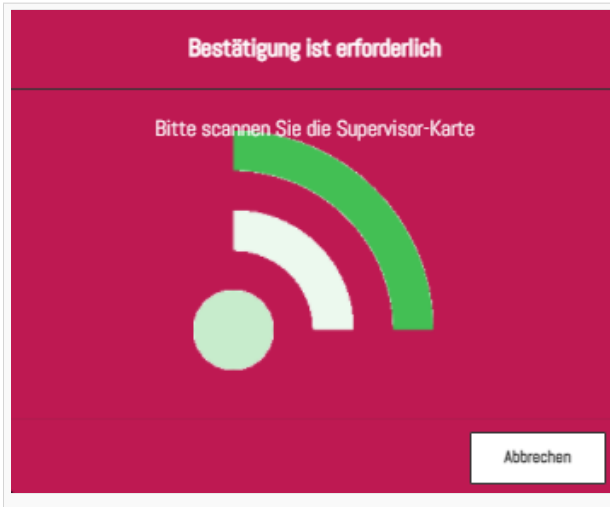 Bestätigung ist erforderlich
Bitte scannen Sie die Supervisor-Karte
Abbrechen